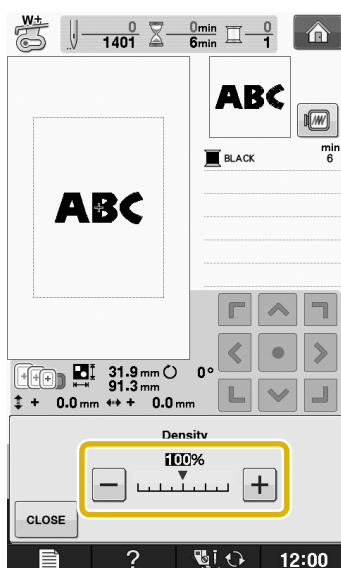 W+
0
1401
0min
6min
0
1
ABC
BLACK
min
6
ABC
31.9 mm 0°
91.3 mm
+ 0.0 mm + 0.0 mm
Density
100%
CLOSE
? 12:00